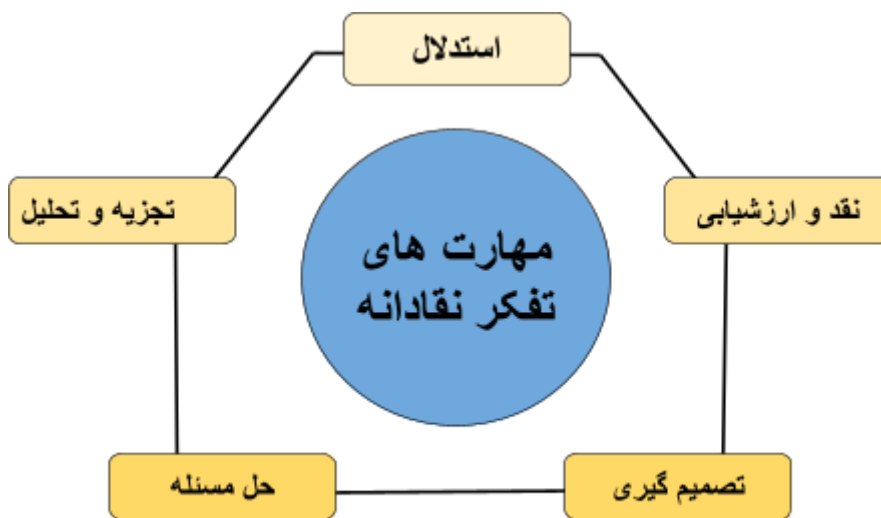 استدلال
نقد و ارزشیابی
تجزیه و تحلیل
مهارت های
تفکر نقادانه
تصمیم گیری
حل مسئله